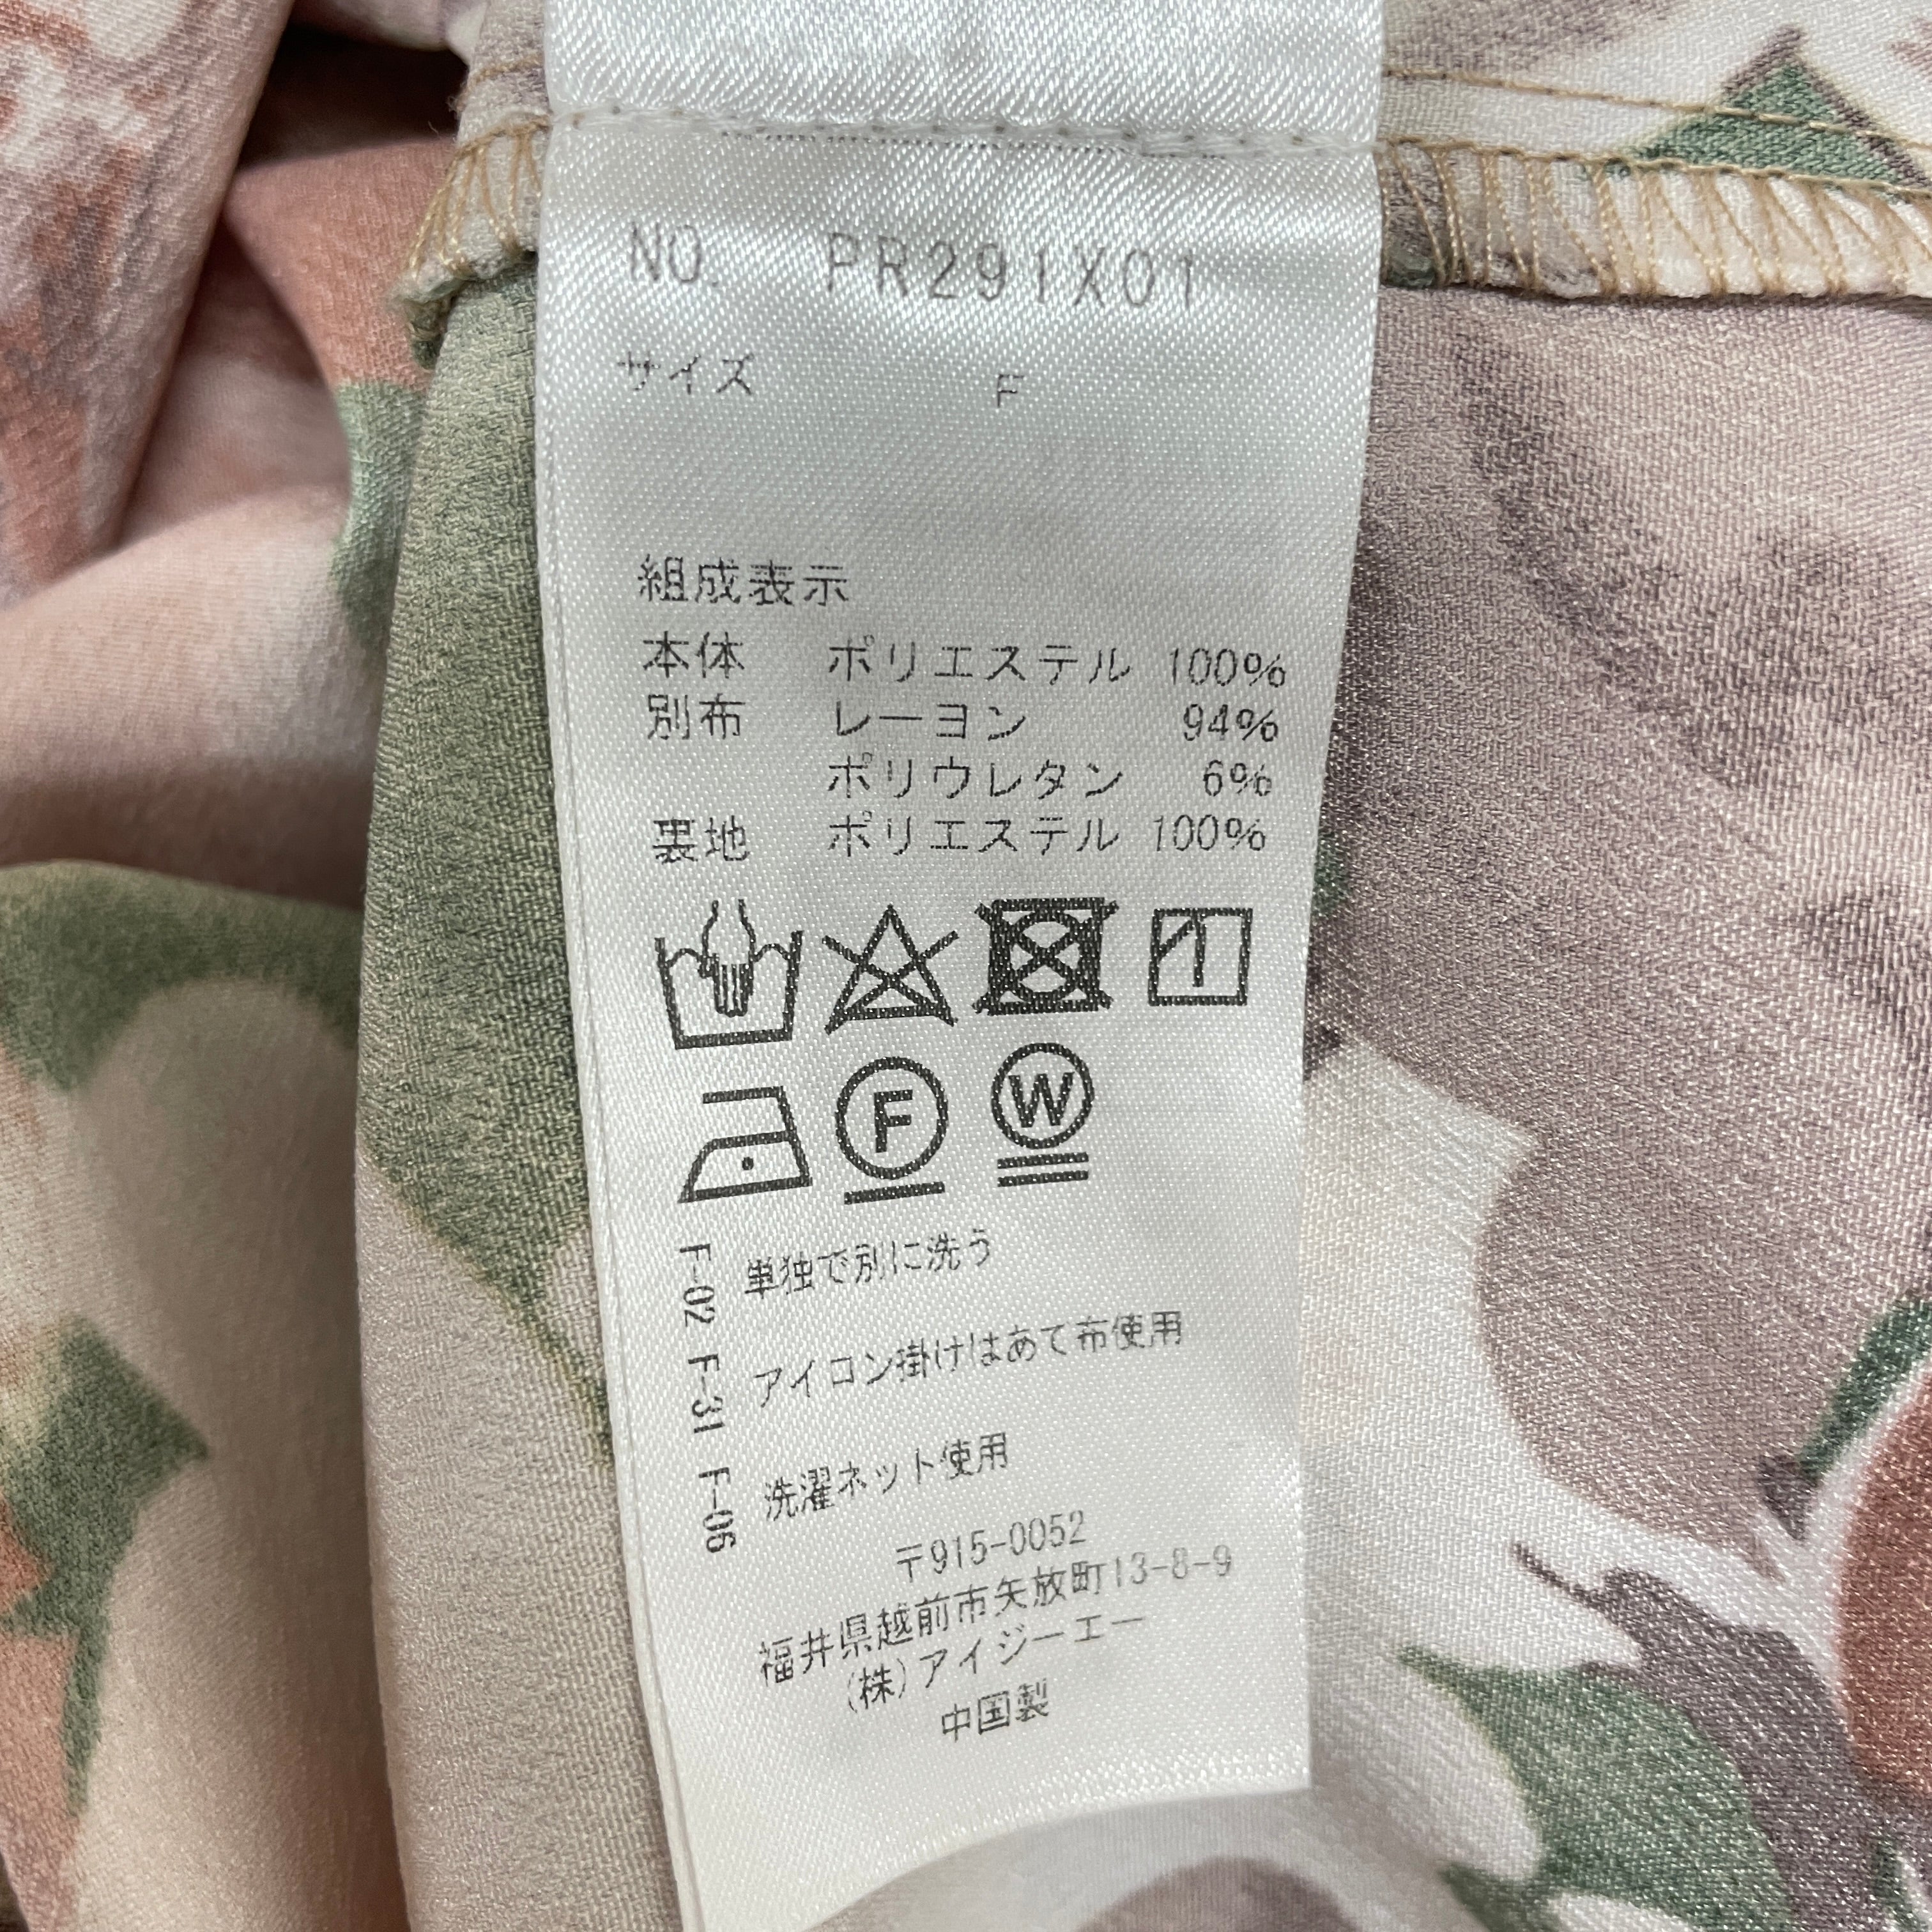 NO. PR291X01
サイズ F
組成表示
本体 ポリエステル 100%
別布 レーヨン 94%
ポリウレタン 6%
裏地 ポリエステル 100%
F W
F-02 単独で別に洗う
F-31 アイコン掛けはあて布使用
F-06 洗濯ネット使用
〒915-0052
福井県越前市矢放町13-8-9
(株)アイジーエー
中国製